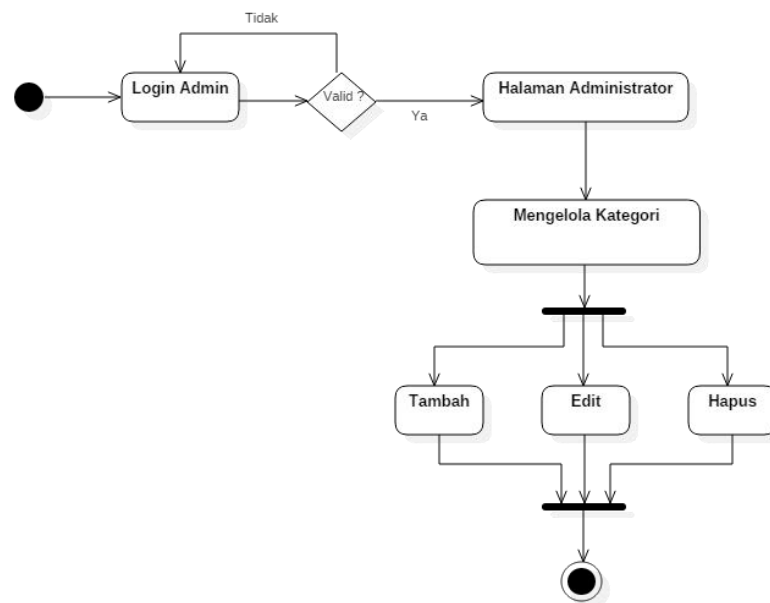 Tidak
Login Admin
Valid ?
Ya
Halaman Administrator
Mengelola Kategori
Tambah
Edit
Hapus